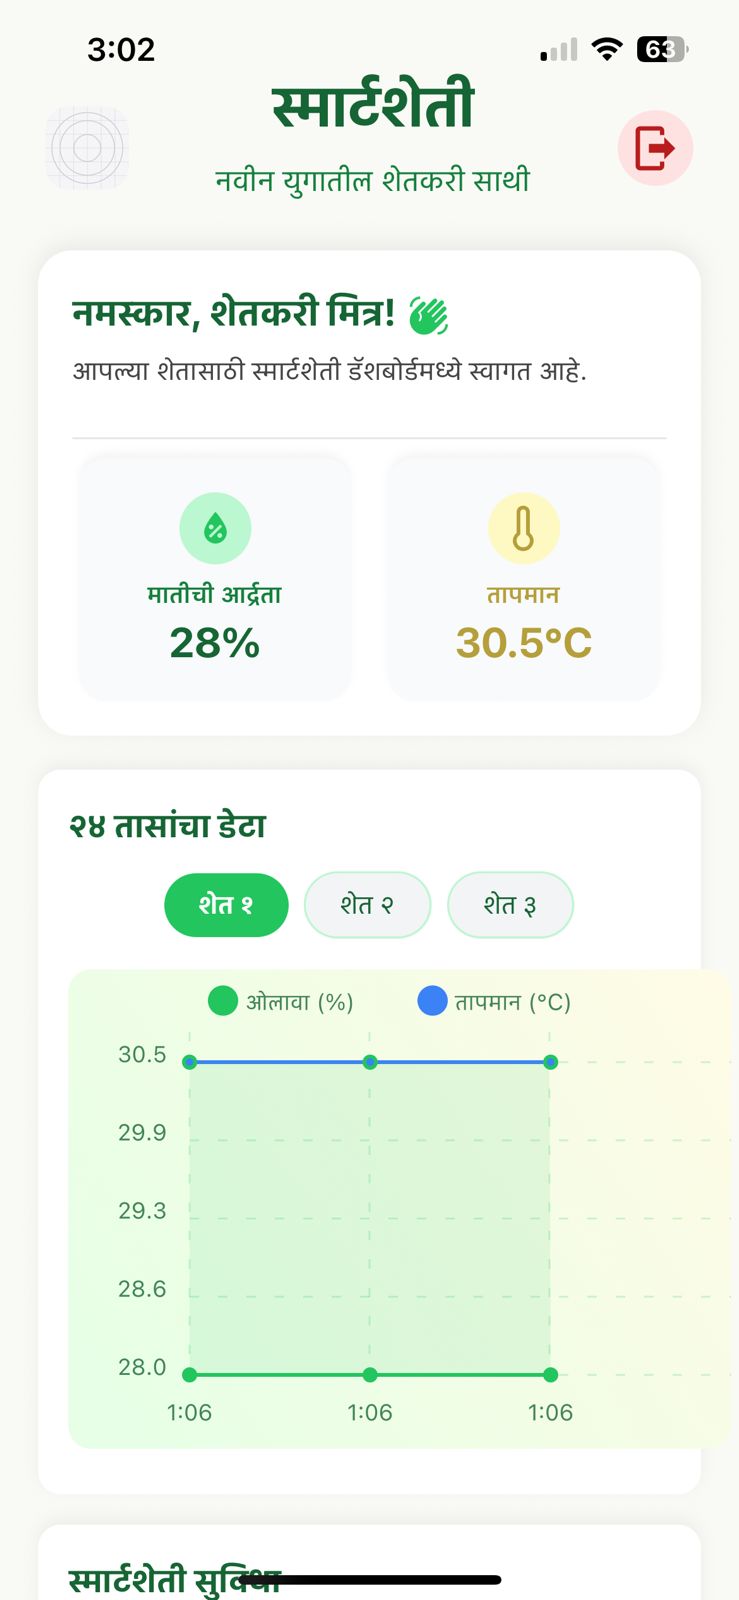 3:02
63
स्मार्टशेती
नवीन युगातील शेतकरी साथी
नमस्कार, शेतकरी मित्र!
आपल्या शेतासाठी स्मार्टशेती डॅशबोर्डमध्ये स्वागत आहे.
मातीची आर्द्रता
28%
तापमान
30.5°C
२४ तासांचा डेटा
शेत १
शेत २
शेत ३
ओलावा (%)
तापमान (°C)
30.5
29.9
29.3
28.6
28.0
1:06 1:06 1:06
स्मार्टशेती सुविधा